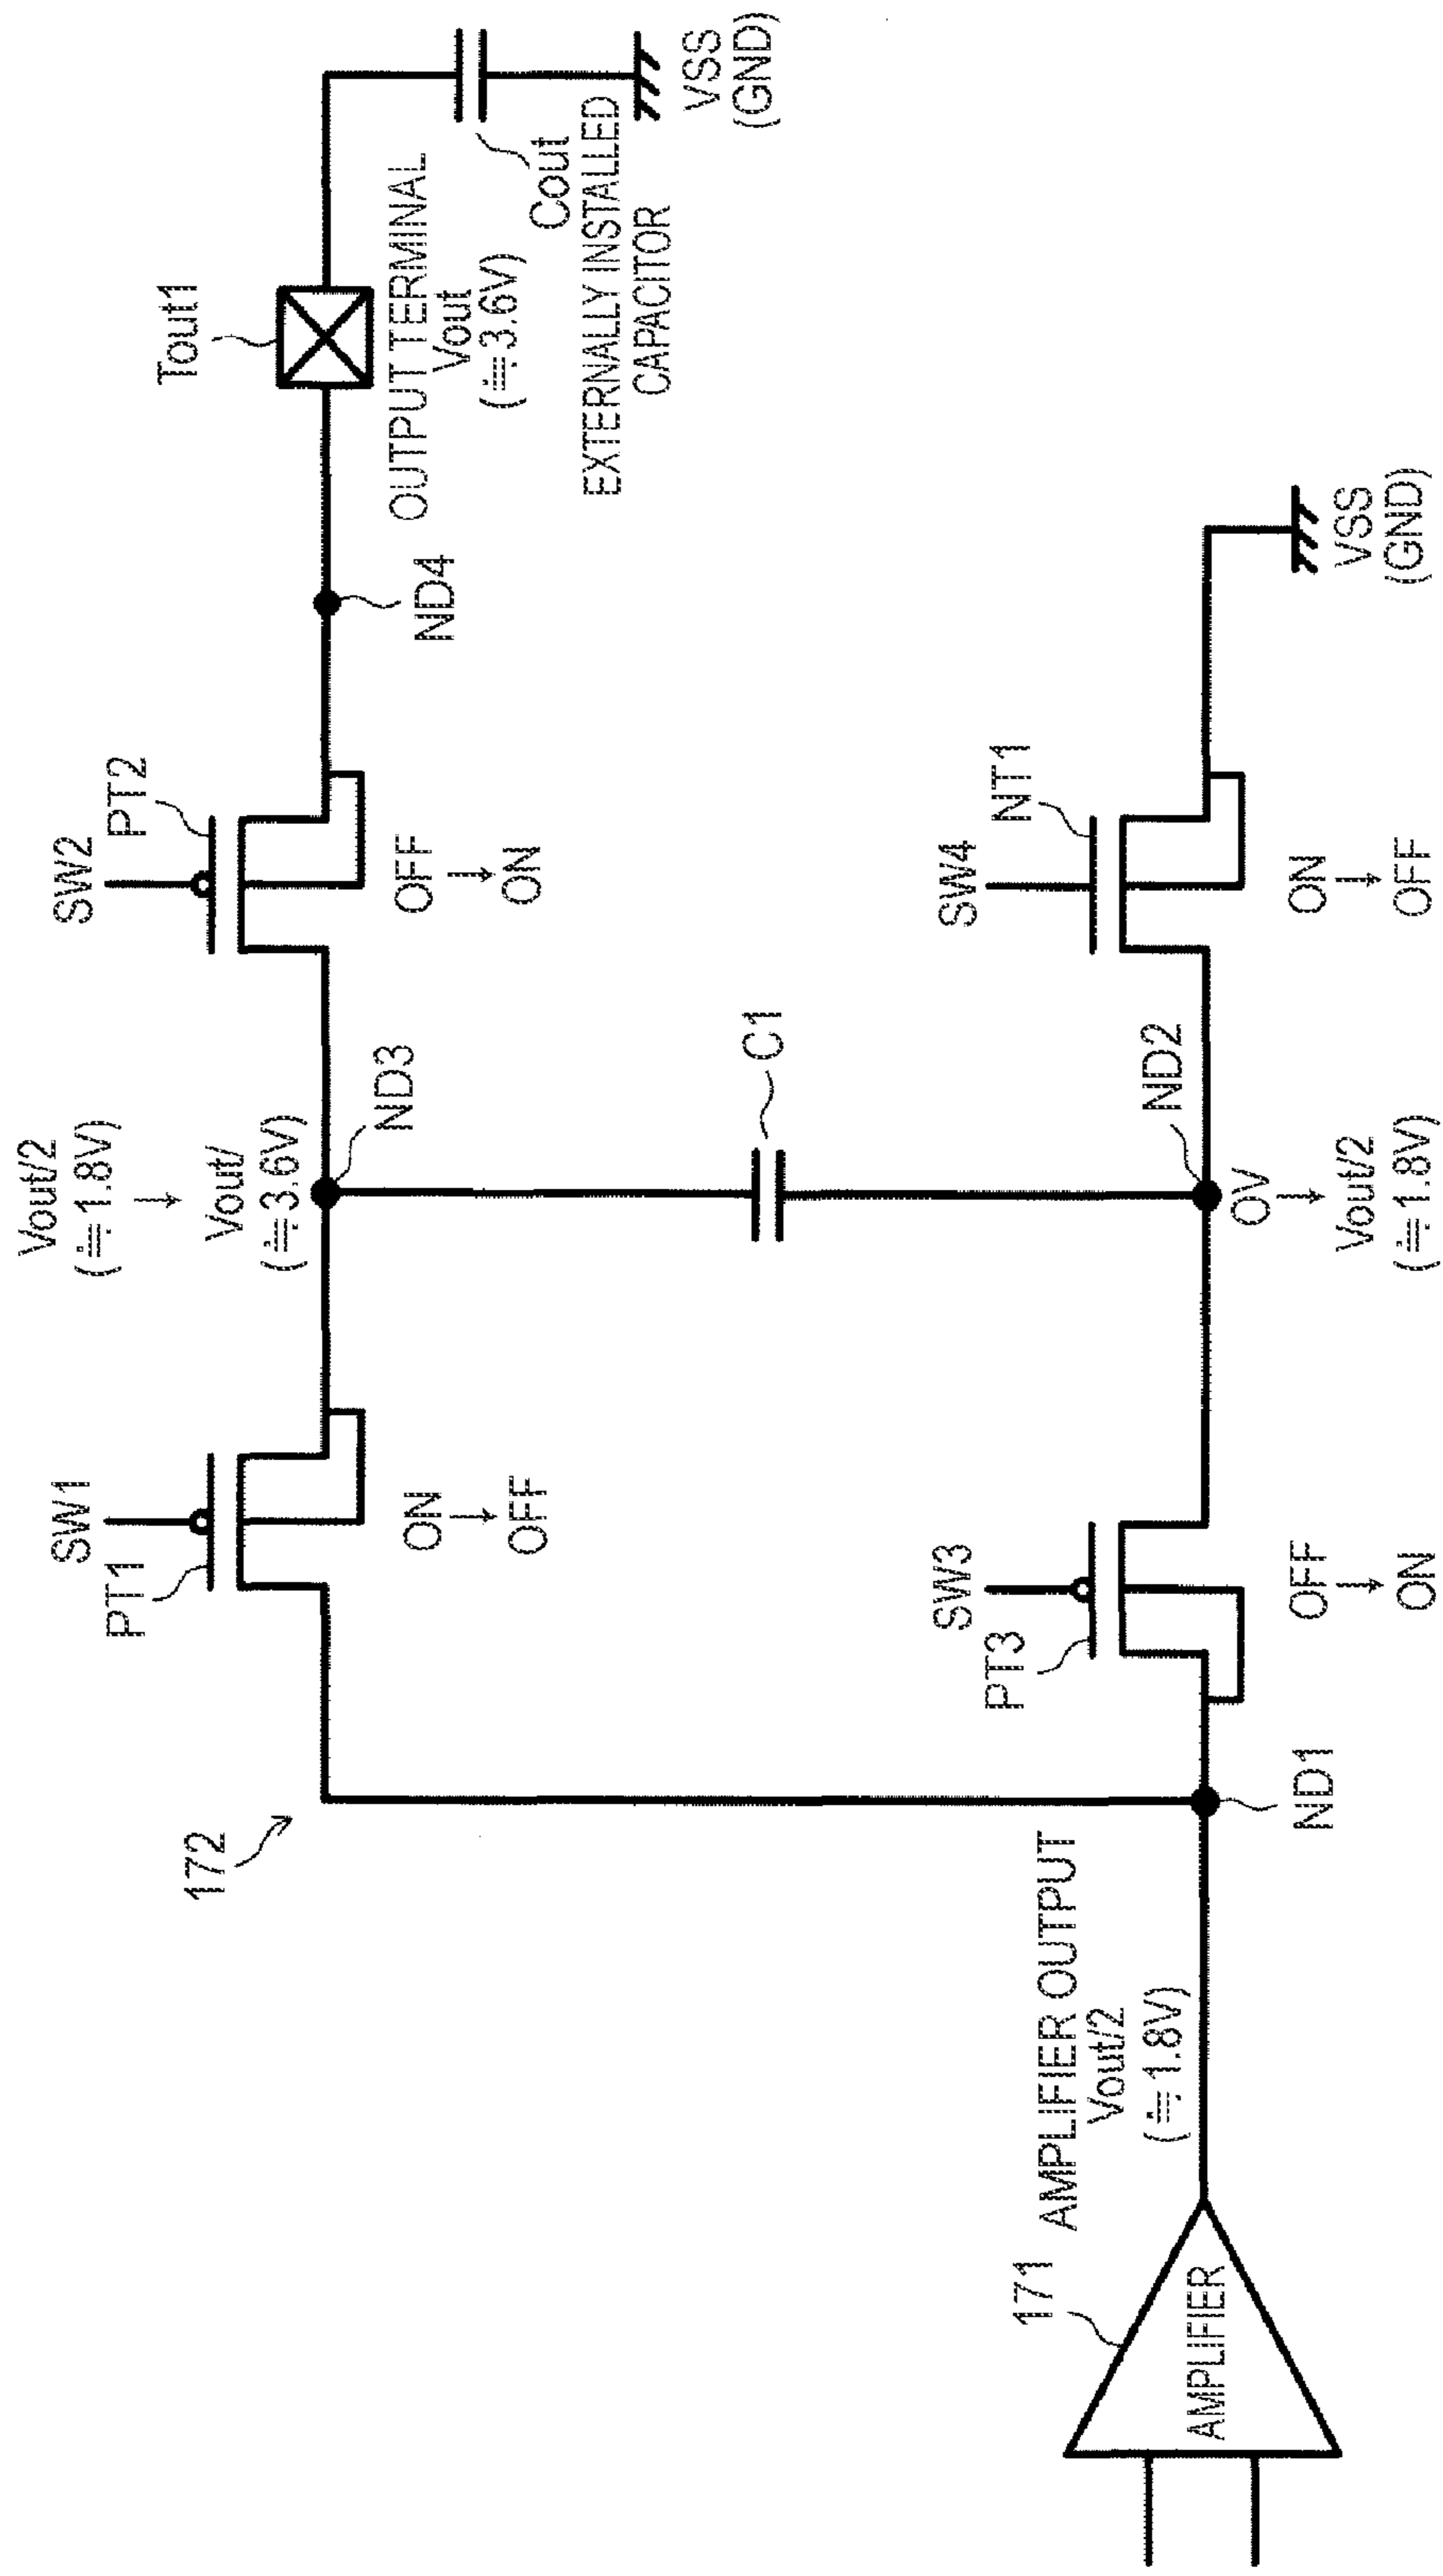 172
SW1
PT1
ON
↓
OFF
Vout/2
(≒1.8V)
↓
Vout/
(≒3.6V)
ND3
SW2
PT2
OFF
↓
ON
ND4
Tout1
OUTPUT TERMINAL
Vout
(≒3.6V)
Cout
EXTERNALLY INSTALLED
CAPACITOR
VSS
(GND)
C1
171
AMPLIFIER
AMPLIFIER OUTPUT
Vout/2
(≒1.8V)
ND1
SW3
PT3
OFF
↓
ON
ND2
0V
↓
Vout/2
(≒1.8V)
SW4
NT1
ON
↓
OFF
VSS
(GND)